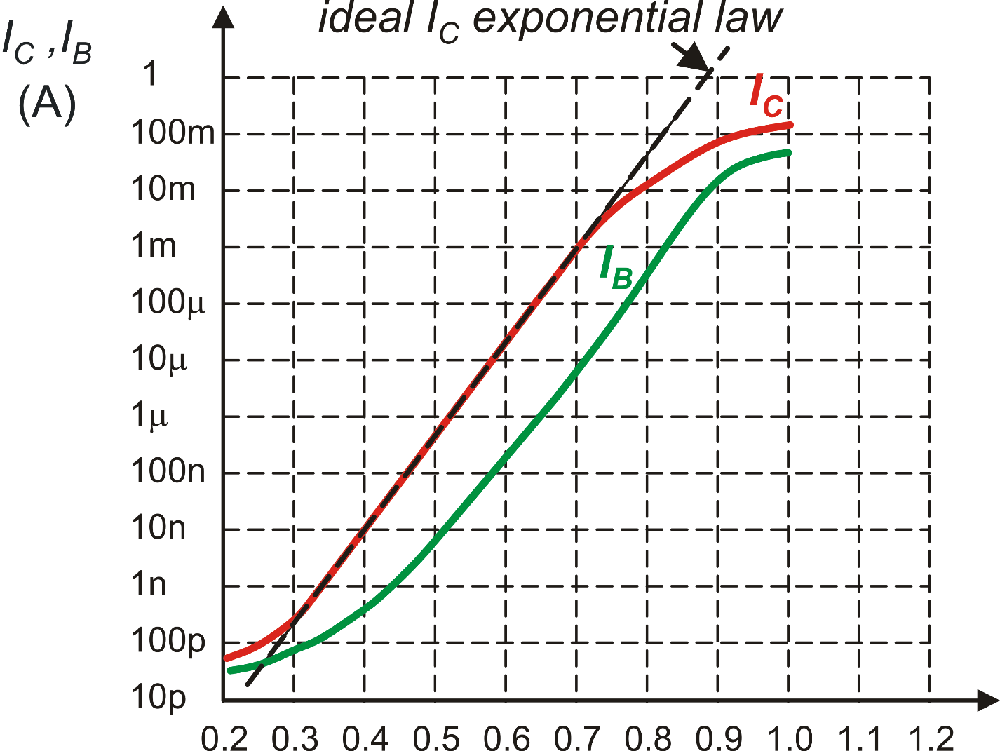 ideal I_C exponential law
I_C ,I_B
(A)
1
100m
10m
1m
100μ
10μ
1μ
100n
10n
1n
100p
10p
I_C
I_B
0.2 0.3 0.4 0.5 0.6 0.7 0.8 0.9 1.0 1.1 1.2